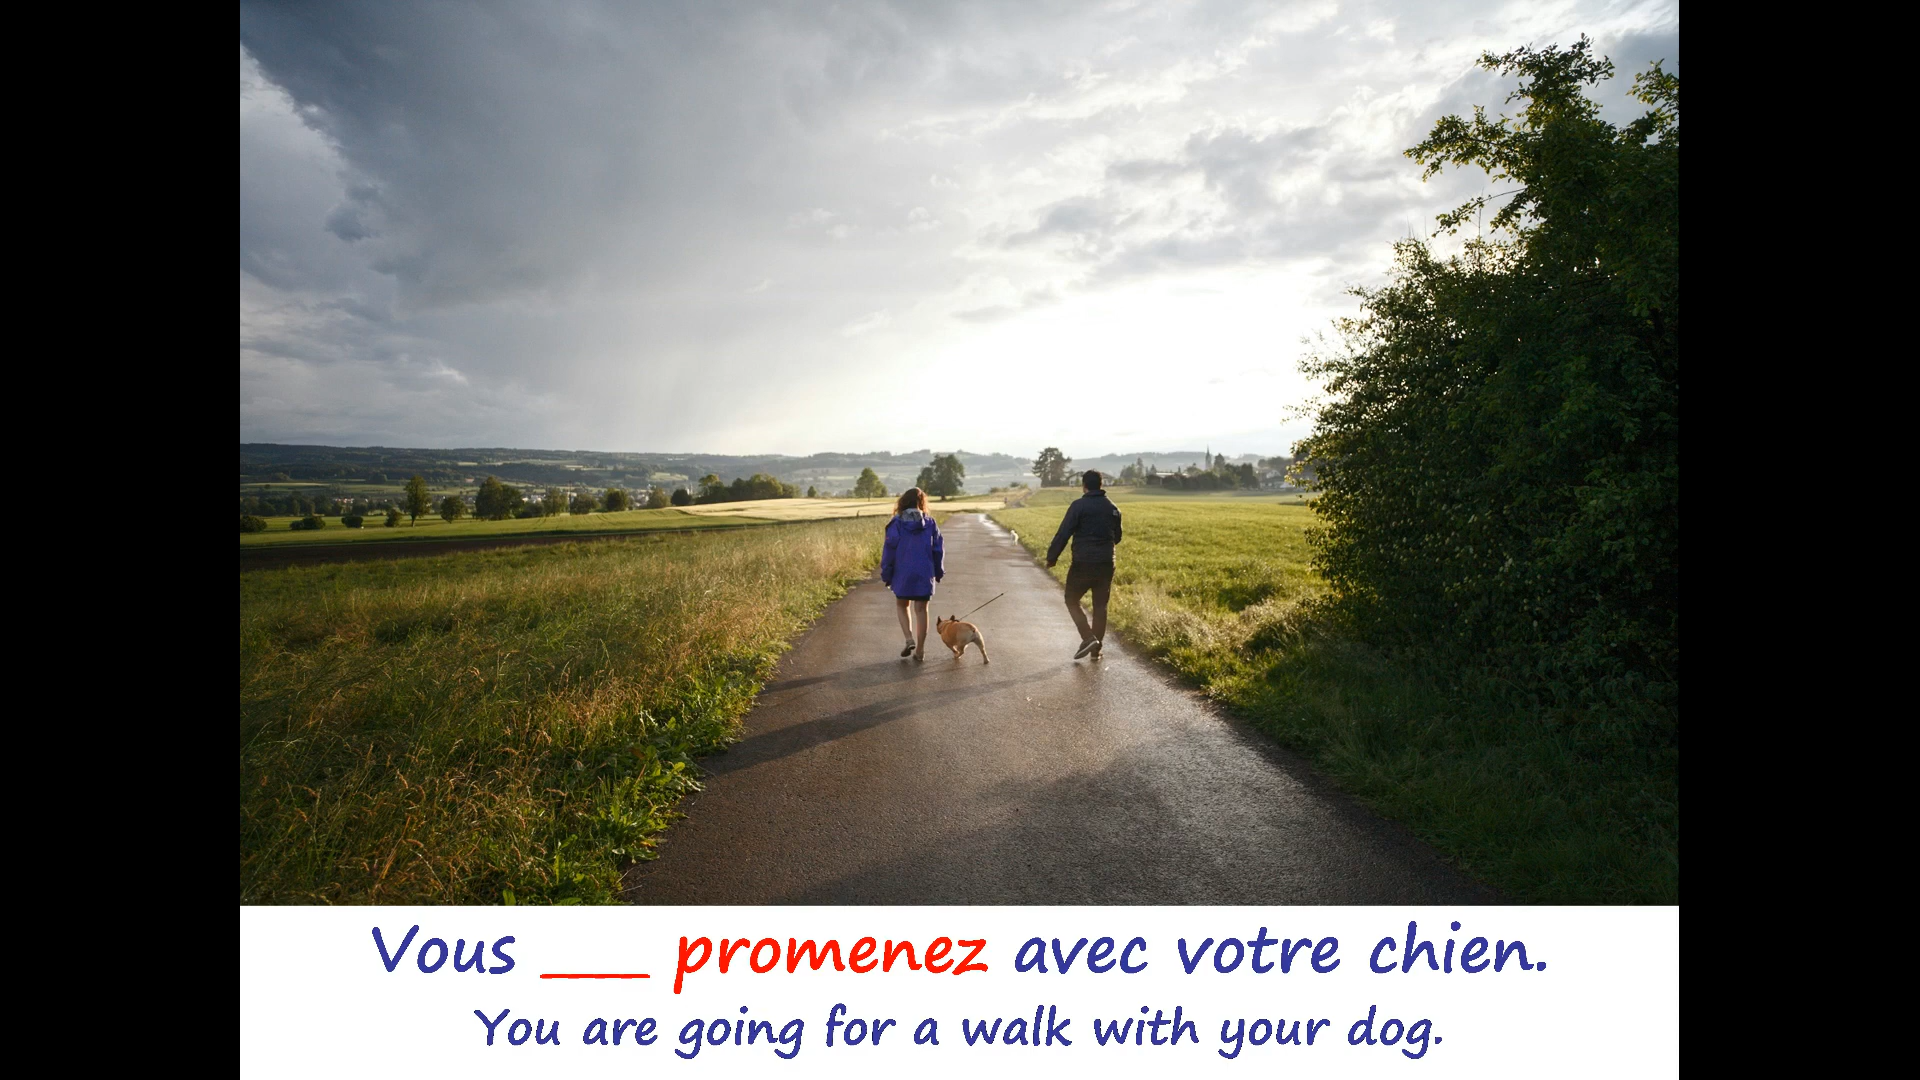 Vous ___ promenez avec votre chien.
You are going for a walk with your dog.